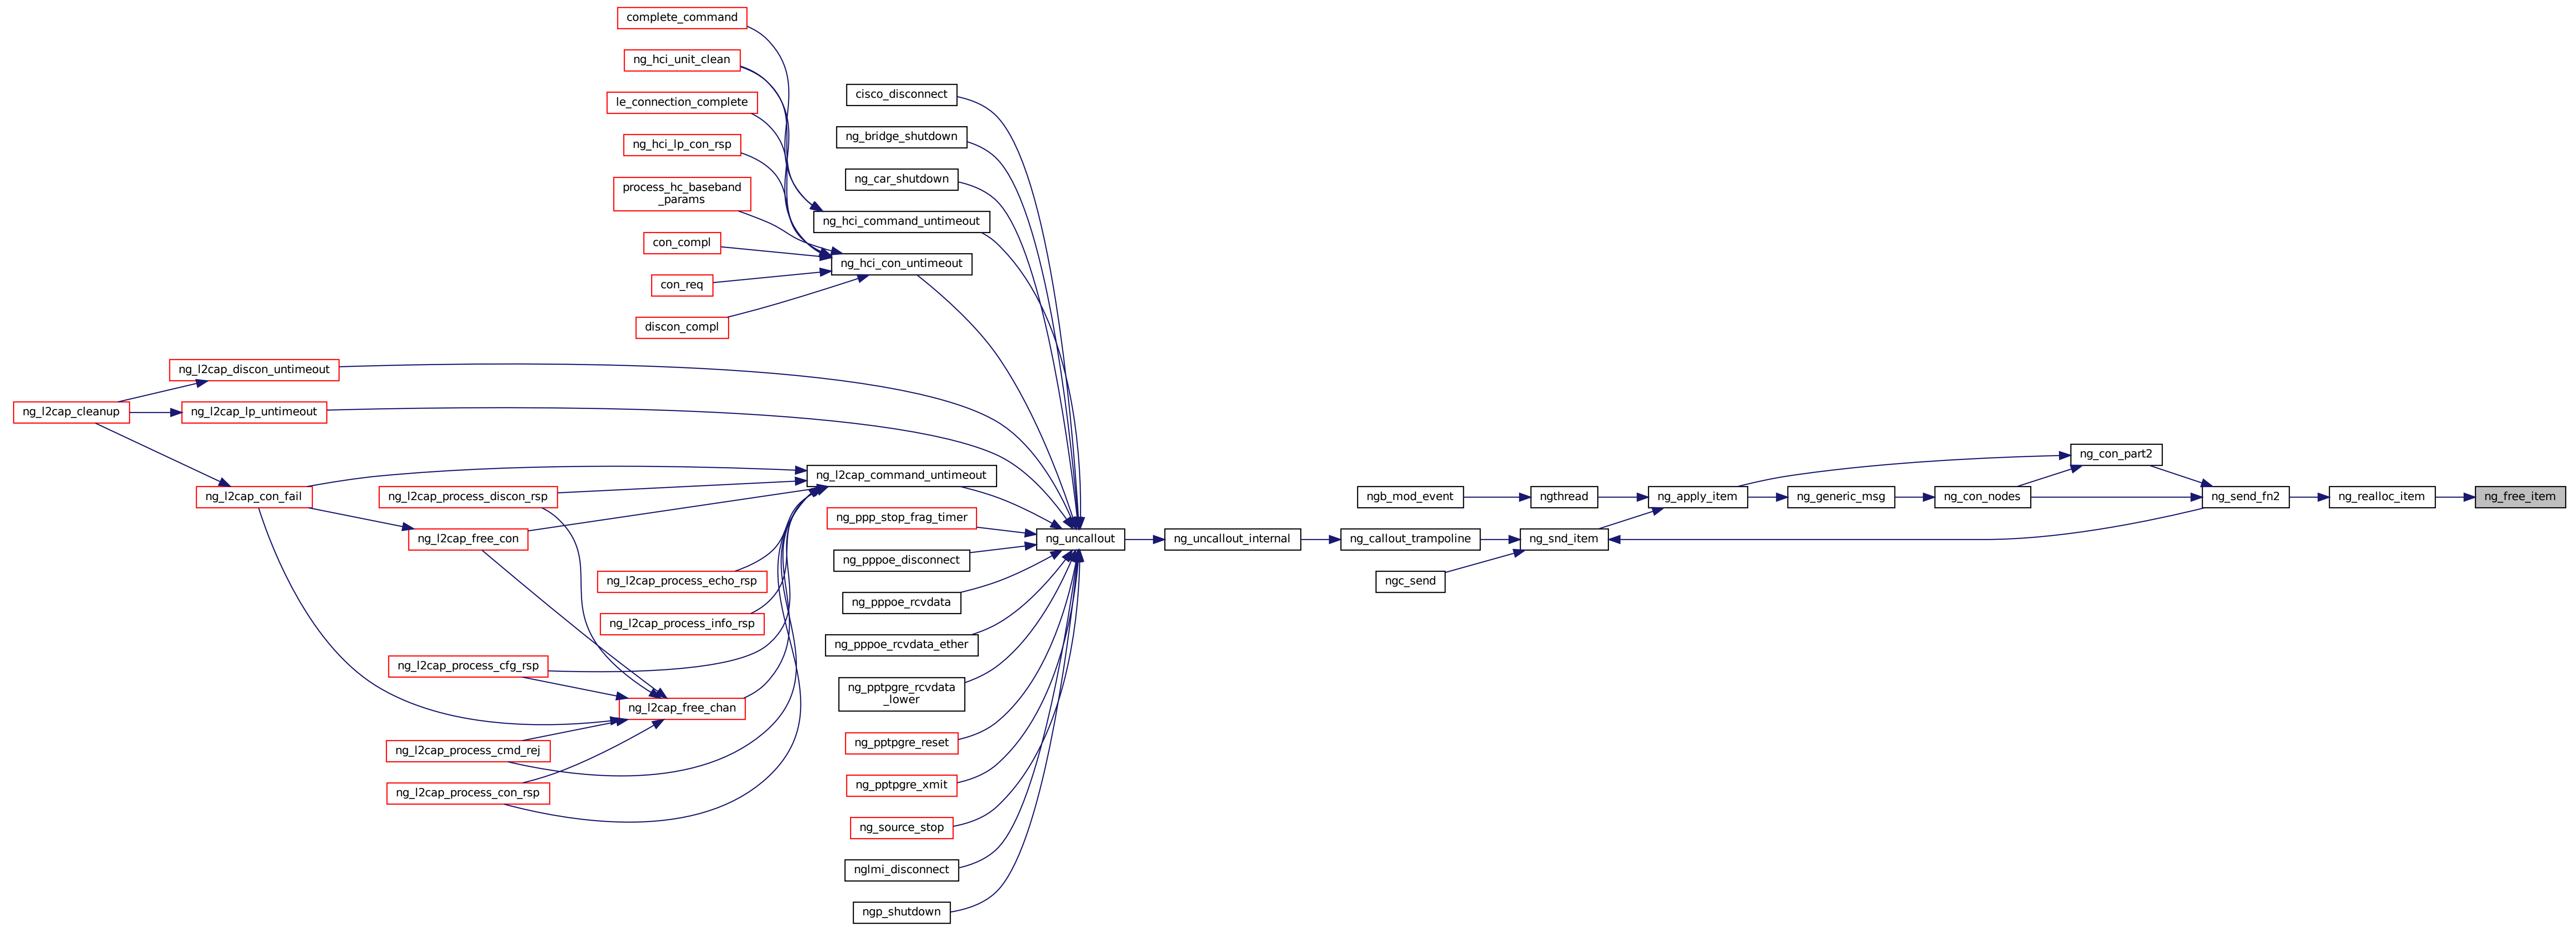 complete_command
ng_hci_unit_clean
le_connection_complete
ng_hci_lp_con_rsp
process_hc_baseband
_params
con_compl
con_req
discon_compl
cisco_disconnect
ng_bridge_shutdown
ng_car_shutdown
ng_hci_command_untimeout
ng_hci_con_untimeout
ng_l2cap_discon_untimeout
ng_l2cap_cleanup
ng_l2cap_lp_untimeout
ng_l2cap_con_fail
ng_l2cap_process_discon_rsp
ng_l2cap_free_con
ng_l2cap_command_untimeout
ng_l2cap_process_echo_rsp
ng_l2cap_process_info_rsp
ng_l2cap_process_cfg_rsp
ng_l2cap_free_chan
ng_l2cap_process_cmd_rej
ng_l2cap_process_con_rsp
ng_ppp_stop_frag_timer
ng_pppoe_disconnect
ng_pppoe_rcvdata
ng_pppoe_rcvdata_ether
ng_pptpgre_rcvdata
_lower
ng_pptpgre_reset
ng_pptpgre_xmit
ng_source_stop
nglmi_disconnect
ngp_shutdown
ng_uncallout
ng_uncallout_internal
ng_callout_trampoline
ngb_mod_event
ngthread
ng_apply_item
ng_generic_msg
ng_con_nodes
ng_con_part2
ng_send_fn2
ng_realloc_item
ng_free_item
ng_snd_item
ngc_send